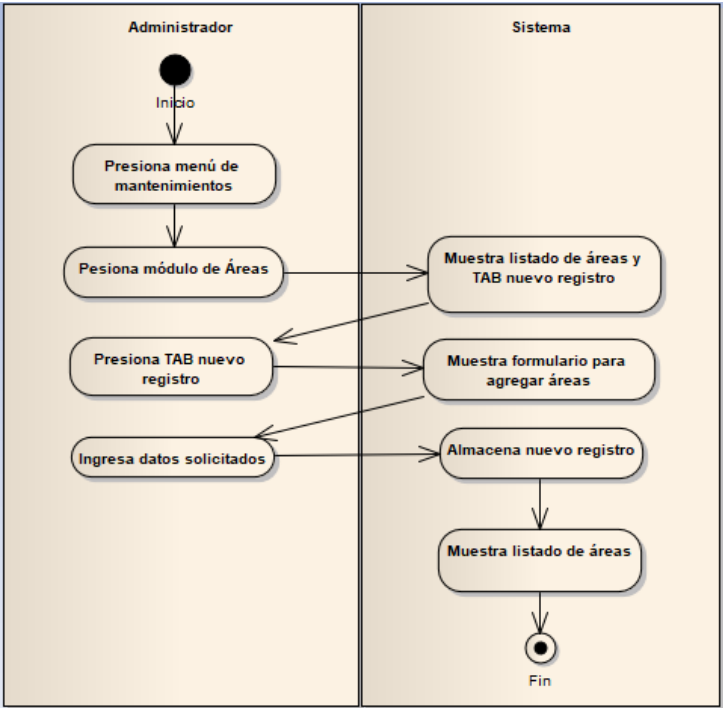 Administrador
Sistema
Inicio
Presiona menú de
mantenimientos
Pesiona módulo de Áreas
Muestra listado de áreas y
TAB nuevo registro
Presiona TAB nuevo
registro
Muestra formulario para
agregar áreas
Ingresa datos solicitados
Almacena nuevo registro
Muestra listado de áreas
Fin